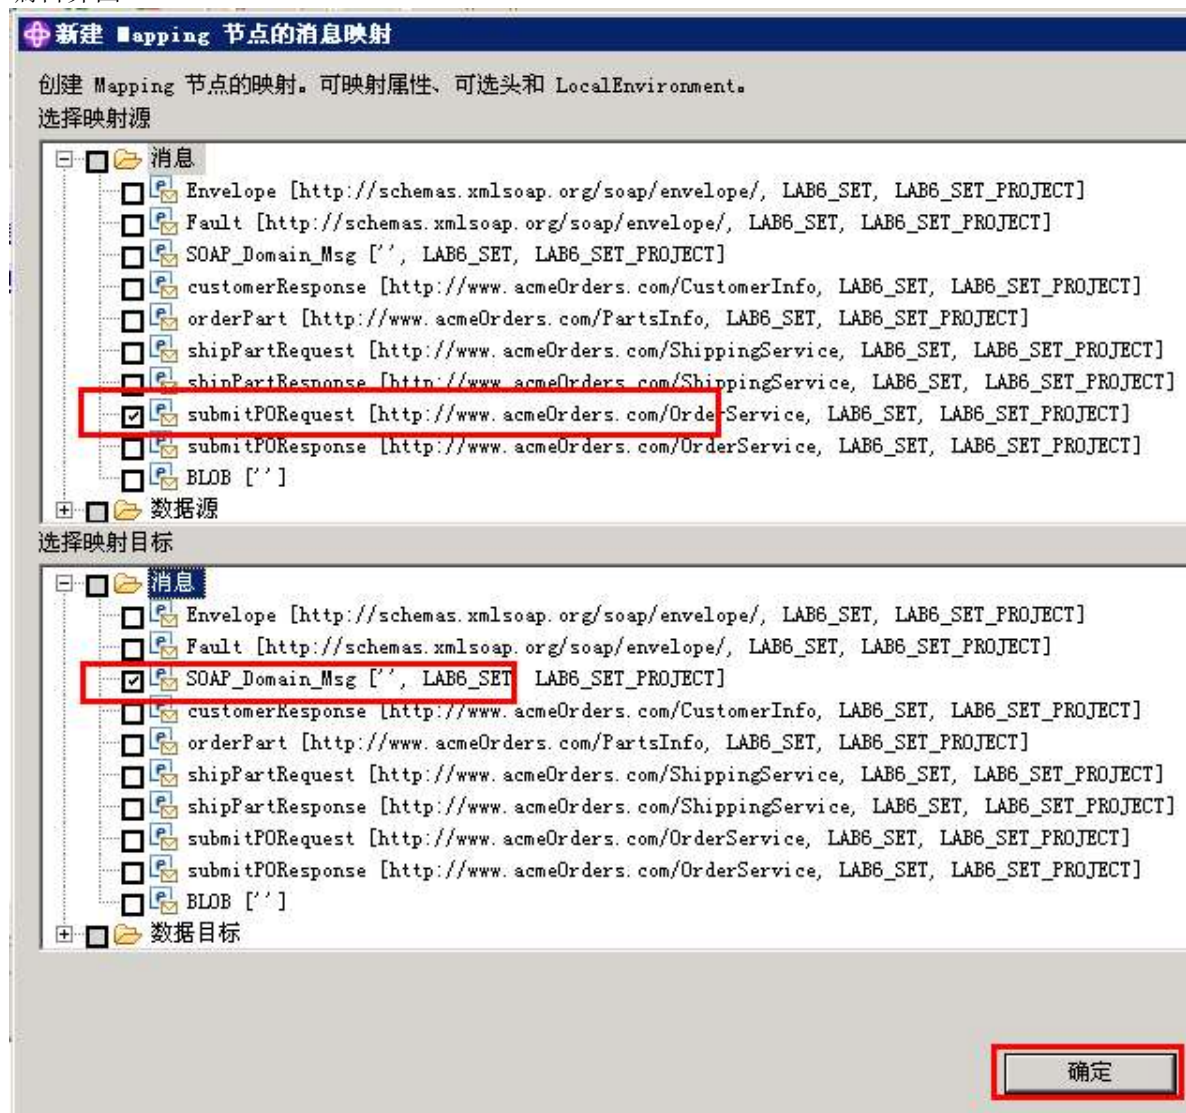 新建 Mapping 节点的消息映射
创建 Mapping 节点的映射。可映射属性、可选头和 LocalEnvironment。
选择映射源
消息
Envelope [http://schemas.xmlsoap.org/soap/envelope/, LAB6_SET, LAB6_SET_PROJECT]
Fault [http://schemas.xmlsoap.org/soap/envelope/, LAB6_SET, LAB6_SET_PROJECT]
SOAP_Domain_Msg ['', LAB6_SET, LAB6_SET_PROJECT]
customerResponse [http://www.acmeOrders.com/CustomerInfo, LAB6_SET, LAB6_SET_PROJECT]
orderPart [http://www.acmeOrders.com/PartsInfo, LAB6_SET, LAB6_SET_PROJECT]
shipPartRequest [http://www.acmeOrders.com/ShippingService, LAB6_SET, LAB6_SET_PROJECT]
shipPartResponse [http://www.acmeOrders.com/ShippingService, LAB6_SET, LAB6_SET_PROJECT]
submitPORequest [http://www.acmeOrders.com/OrderService, LAB6_SET, LAB6_SET_PROJECT]
submitPOResponse [http://www.acmeOrders.com/OrderService, LAB6_SET, LAB6_SET_PROJECT]
BLOB ['']
数据源
选择映射目标
消息
Envelope [http://schemas.xmlsoap.org/soap/envelope/, LAB6_SET, LAB6_SET_PROJECT]
Fault [http://schemas.xmlsoap.org/soap/envelope/, LAB6_SET, LAB6_SET_PROJECT]
SOAP_Domain_Msg ['', LAB6_SET, LAB6_SET_PROJECT]
customerResponse [http://www.acmeOrders.com/CustomerInfo, LAB6_SET, LAB6_SET_PROJECT]
orderPart [http://www.acmeOrders.com/PartsInfo, LAB6_SET, LAB6_SET_PROJECT]
shipPartRequest [http://www.acmeOrders.com/ShippingService, LAB6_SET, LAB6_SET_PROJECT]
shipPartResponse [http://www.acmeOrders.com/ShippingService, LAB6_SET, LAB6_SET_PROJECT]
submitPORequest [http://www.acmeOrders.com/OrderService, LAB6_SET, LAB6_SET_PROJECT]
submitPOResponse [http://www.acmeOrders.com/OrderService, LAB6_SET, LAB6_SET_PROJECT]
BLOB ['']
数据目标
确定